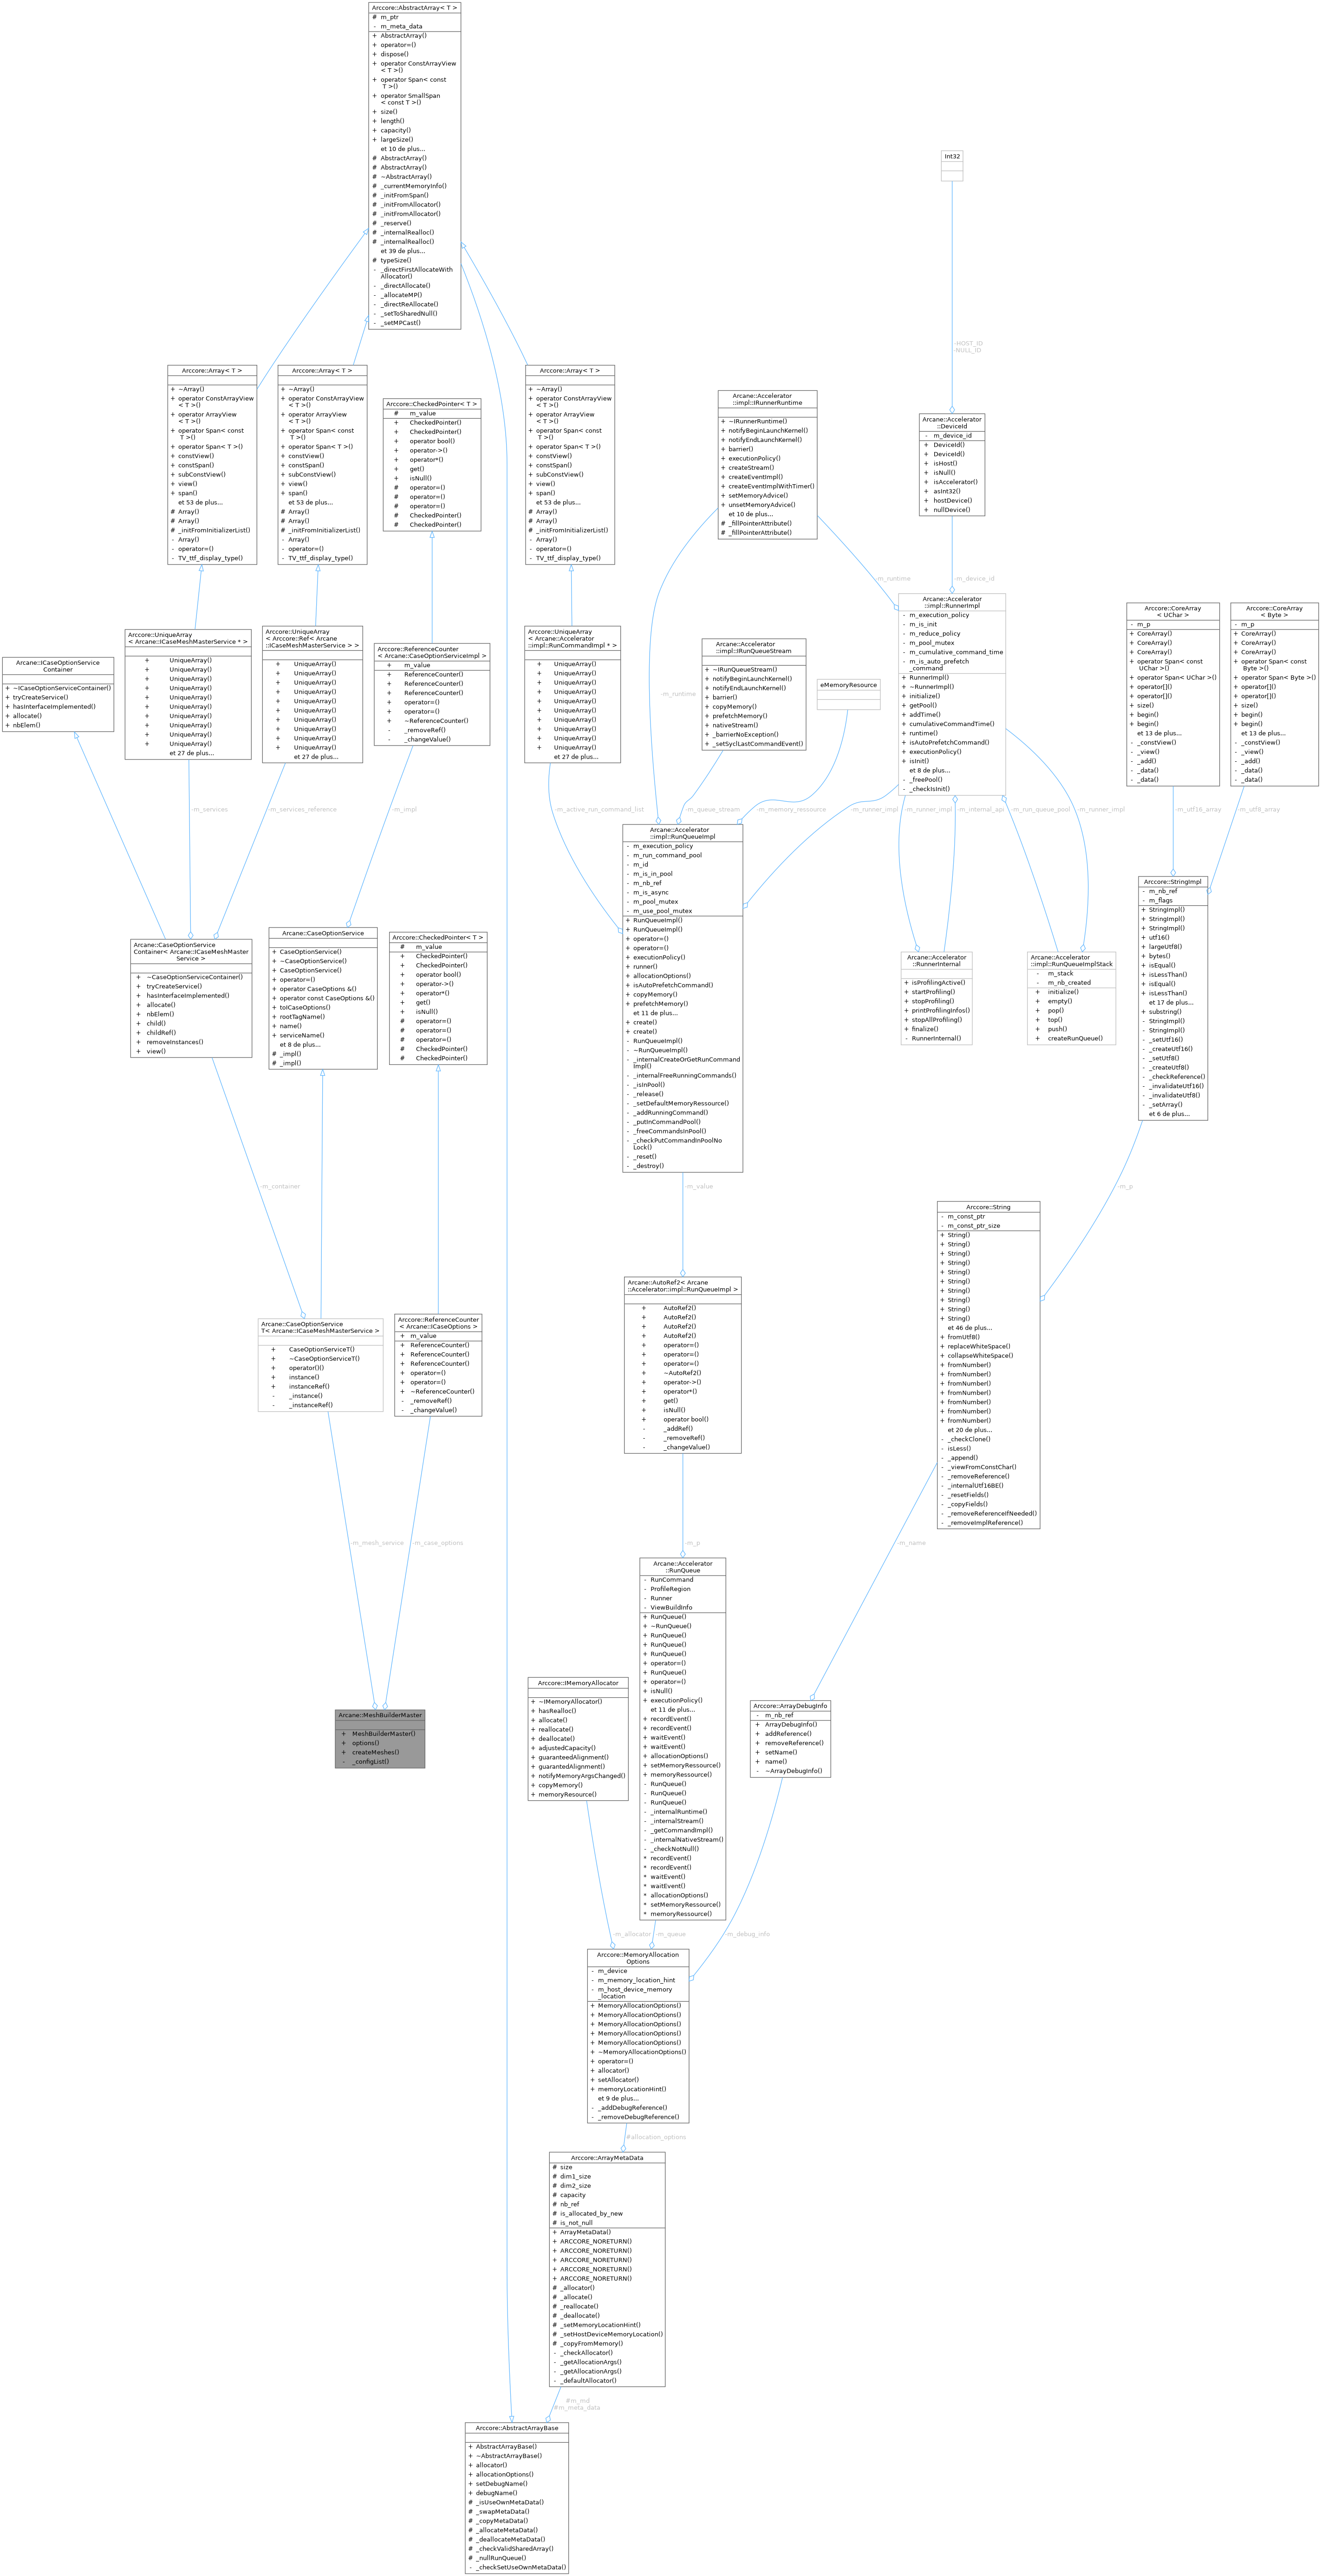 Arccore::AbstractArray< T >
# m_ptr
- m_meta_data
+ AbstractArray()
+ operator=()
+ dispose()
+ operator ConstArrayView
< T >()
+ operator Span< const
T >()
+ operator SmallSpan
< const T >()
+ size()
+ length()
+ capacity()
+ largeSize()
et 10 de plus...
# AbstractArray()
# AbstractArray()
# ~AbstractArray()
# _currentMemoryInfo()
# _initFromSpan()
# _initFromAllocator()
# _initFromAllocator()
# _reserve()
# _internalRealloc()
# _internalRealloc()
et 39 de plus...
# typeSize()
- _directFirstAllocateWith
Allocator()
- _directAllocate()
- _allocateMP()
- _directReAllocate()
- _setToSharedNull()
- _setMPCast()
Int32
-HOST_ID
-NULL_ID
Arccore::Array< T >
+ ~Array()
+ operator ConstArrayView
< T >()
+ operator ArrayView
< T >()
+ operator Span< const
T >()
+ operator Span< T >()
+ constView()
+ constSpan()
+ subConstView()
+ view()
+ span()
et 53 de plus...
# Array()
# Array()
# _initFromInitializerList()
- Array()
- operator=()
- TV_ttf_display_type()
Arccore::Array< T >
+ ~Array()
+ operator ConstArrayView
< T >()
+ operator ArrayView
< T >()
+ operator Span< const
T >()
+ operator Span< T >()
+ constView()
+ constSpan()
+ subConstView()
+ view()
+ span()
et 53 de plus...
# Array()
# Array()
# _initFromInitializerList()
- Array()
- operator=()
- TV_ttf_display_type()
Arccore::CheckedPointer< T >
# m_value
+ CheckedPointer()
+ CheckedPointer()
+ operator bool()
+ operator->()
+ operator*()
+ get()
+ isNull()
# operator=()
# operator=()
# operator=()
# CheckedPointer()
# CheckedPointer()
Arccore::Array< T >
+ ~Array()
+ operator ConstArrayView
< T >()
+ operator ArrayView
< T >()
+ operator Span< const
T >()
+ operator Span< T >()
+ constView()
+ constSpan()
+ subConstView()
+ view()
+ span()
et 53 de plus...
# Array()
# Array()
# _initFromInitializerList()
- Array()
- operator=()
- TV_ttf_display_type()
Arcane::Accelerator
::impl::IRunnerRuntime
+ ~IRunnerRuntime()
+ notifyBeginLaunchKernel()
+ notifyEndLaunchKernel()
+ barrier()
+ executionPolicy()
+ createStream()
+ createEventImpl()
+ createEventImplWithTimer()
+ setMemoryAdvice()
+ unsetMemoryAdvice()
et 10 de plus...
# _fillPointerAttribute()
# _fillPointerAttribute()
Arcane::Accelerator
::DeviceId
- m_device_id
+ DeviceId()
+ DeviceId()
+ isHost()
+ isNull()
+ isAccelerator()
+ asInt32()
+ hostDevice()
+ nullDevice()
-m_runtime
-m_device_id
Arcane::ICaseOptionService
Container
+ ~ICaseOptionServiceContainer()
+ tryCreateService()
+ hasInterfaceImplemented()
+ allocate()
+ nbElem()
Arccore::UniqueArray
< Arcane::ICaseMeshMasterService * >
+ UniqueArray()
+ UniqueArray()
+ UniqueArray()
+ UniqueArray()
+ UniqueArray()
+ UniqueArray()
+ UniqueArray()
+ UniqueArray()
+ UniqueArray()
+ UniqueArray()
et 27 de plus...
Arccore::UniqueArray
< Arccore::Ref< Arcane
::ICaseMeshMasterService > >
+ UniqueArray()
+ UniqueArray()
+ UniqueArray()
+ UniqueArray()
+ UniqueArray()
+ UniqueArray()
+ UniqueArray()
+ UniqueArray()
+ UniqueArray()
+ UniqueArray()
et 27 de plus...
Arccore::ReferenceCounter
< Arcane::CaseOptionServiceImpl >
+ m_value
+ ReferenceCounter()
+ ReferenceCounter()
+ ReferenceCounter()
+ operator=()
+ operator=()
+ ~ReferenceCounter()
- _removeRef()
- _changeValue()
Arccore::UniqueArray
< Arcane::Accelerator
::impl::RunCommandImpl * >
+ UniqueArray()
+ UniqueArray()
+ UniqueArray()
+ UniqueArray()
+ UniqueArray()
+ UniqueArray()
+ UniqueArray()
+ UniqueArray()
+ UniqueArray()
+ UniqueArray()
et 27 de plus...
-m_runtime
Arcane::Accelerator
::impl::IRunQueueStream
+ ~IRunQueueStream()
+ notifyBeginLaunchKernel()
+ notifyEndLaunchKernel()
+ barrier()
+ copyMemory()
+ prefetchMemory()
+ nativeStream()
+ _barrierNoException()
+ _setSyclLastCommandEvent()
eMemoryResource
Arcane::Accelerator
::impl::RunnerImpl
- m_execution_policy
- m_is_init
- m_reduce_policy
- m_pool_mutex
- m_cumulative_command_time
- m_is_auto_prefetch
_command
+ RunnerImpl()
+ ~RunnerImpl()
+ initialize()
+ getPool()
+ addTime()
+ cumulativeCommandTime()
+ runtime()
+ isAutoPrefetchCommand()
+ executionPolicy()
+ isInit()
et 8 de plus...
- _freePool()
- _checkIsInit()
Arccore::CoreArray
< UChar >
- m_p
+ CoreArray()
+ CoreArray()
+ CoreArray()
+ operator Span< const
UChar >()
+ operator Span< UChar >()
+ operator[]()
+ operator[]()
+ size()
+ begin()
+ begin()
et 13 de plus...
- _constView()
- _view()
- _add()
- _data()
- _data()
Arccore::CoreArray
< Byte >
- m_p
+ CoreArray()
+ CoreArray()
+ CoreArray()
+ operator Span< const
Byte >()
+ operator Span< Byte >()
+ operator[]()
+ operator[]()
+ size()
+ begin()
+ begin()
et 13 de plus...
- _constView()
- _view()
- _add()
- _data()
- _data()
-m_services
-m_services_reference
-m_impl
-m_active_run_command_list
-m_queue_stream
-m_memory_ressource
-m_runner_impl
-m_runner_impl
-m_internal_api
-m_run_queue_pool
-m_runner_impl
-m_utf16_array
-m_utf8_array
Arcane::CaseOptionService
Container< Arcane::ICaseMeshMaster
Service >
+ ~CaseOptionServiceContainer()
+ tryCreateService()
+ hasInterfaceImplemented()
+ allocate()
+ nbElem()
+ child()
+ childRef()
+ removeInstances()
+ view()
Arcane::CaseOptionService
+ CaseOptionService()
+ ~CaseOptionService()
+ CaseOptionService()
+ operator=()
+ operator CaseOptions &()
+ operator const CaseOptions &()
+ toICaseOptions()
+ rootTagName()
+ name()
+ serviceName()
et 8 de plus...
# _impl()
# _impl()
Arccore::CheckedPointer< T >
# m_value
+ CheckedPointer()
+ CheckedPointer()
+ operator bool()
+ operator->()
+ operator*()
+ get()
+ isNull()
# operator=()
# operator=()
# operator=()
# CheckedPointer()
# CheckedPointer()
Arcane::Accelerator
::impl::RunQueueImpl
- m_execution_policy
- m_run_command_pool
- m_id
- m_is_in_pool
- m_nb_ref
- m_is_async
- m_pool_mutex
- m_use_pool_mutex
+ RunQueueImpl()
+ RunQueueImpl()
+ operator=()
+ operator=()
+ executionPolicy()
+ runner()
+ allocationOptions()
+ isAutoPrefetchCommand()
+ copyMemory()
+ prefetchMemory()
et 11 de plus...
+ create()
+ create()
- RunQueueImpl()
- ~RunQueueImpl()
- _internalCreateOrGetRunCommand
Impl()
- _internalFreeRunningCommands()
- _isInPool()
- _release()
- _setDefaultMemoryRessource()
- _addRunningCommand()
- _putInCommandPool()
- _freeCommandsInPool()
- _checkPutCommandInPoolNo
Lock()
- _reset()
- _destroy()
Arcane::Accelerator
::RunnerInternal
+ isProfilingActive()
+ startProfiling()
+ stopProfiling()
+ printProfilingInfos()
+ stopAllProfiling()
+ finalize()
- RunnerInternal()
Arcane::Accelerator
::impl::RunQueueImplStack
- m_stack
- m_nb_created
+ initialize()
+ empty()
+ pop()
+ top()
+ push()
+ createRunQueue()
Arccore::StringImpl
- m_nb_ref
- m_flags
+ StringImpl()
+ StringImpl()
+ StringImpl()
+ utf16()
+ largeUtf8()
+ bytes()
+ isEqual()
+ isLessThan()
+ isEqual()
+ isLessThan()
et 17 de plus...
+ substring()
- StringImpl()
- StringImpl()
- _setUtf16()
- _createUtf16()
- _setUtf8()
- _createUtf8()
- _checkReference()
- _invalidateUtf16()
- _invalidateUtf8()
- _setArray()
et 6 de plus...
-m_container
-m_value
-m_p
Arccore::String
- m_const_ptr
- m_const_ptr_size
+ String()
+ String()
+ String()
+ String()
+ String()
+ String()
+ String()
+ String()
+ String()
+ String()
et 46 de plus...
+ fromUtf8()
+ replaceWhiteSpace()
+ collapseWhiteSpace()
+ fromNumber()
+ fromNumber()
+ fromNumber()
+ fromNumber()
+ fromNumber()
+ fromNumber()
+ fromNumber()
et 20 de plus...
- _checkClone()
- isLess()
- _append()
- _viewFromConstChar()
- _removeReference()
- _internalUtf16BE()
- _resetFields()
- _copyFields()
- _removeReferenceIfNeeded()
- _removeImplReference()
Arcane::AutoRef2< Arcane
::Accelerator::impl::RunQueueImpl >
+ AutoRef2()
+ AutoRef2()
+ AutoRef2()
+ AutoRef2()
+ operator=()
+ operator=()
+ operator=()
+ ~AutoRef2()
+ operator->()
+ operator*()
+ get()
+ isNull()
+ operator bool()
- _addRef()
- _removeRef()
- _changeValue()
Arcane::CaseOptionService
T< Arcane::ICaseMeshMasterService >
+ CaseOptionServiceT()
+ ~CaseOptionServiceT()
+ operator()()
+ instance()
+ instanceRef()
- _instance()
- _instanceRef()
Arccore::ReferenceCounter
< Arcane::ICaseOptions >
+ m_value
+ ReferenceCounter()
+ ReferenceCounter()
+ ReferenceCounter()
+ operator=()
+ operator=()
+ ~ReferenceCounter()
- _removeRef()
- _changeValue()
-m_mesh_service
-m_case_options
-m_p
-m_name
Arcane::Accelerator
::RunQueue
- RunCommand
- ProfileRegion
- Runner
- ViewBuildInfo
+ RunQueue()
+ ~RunQueue()
+ RunQueue()
+ RunQueue()
+ RunQueue()
+ operator=()
+ RunQueue()
+ operator=()
+ isNull()
+ executionPolicy()
et 11 de plus...
+ recordEvent()
+ recordEvent()
+ waitEvent()
+ waitEvent()
+ allocationOptions()
+ setMemoryRessource()
+ memoryRessource()
- RunQueue()
- RunQueue()
- RunQueue()
- _internalRuntime()
- _internalStream()
- _getCommandImpl()
- _internalNativeStream()
- _checkNotNull()
* recordEvent()
* recordEvent()
* waitEvent()
* waitEvent()
* allocationOptions()
* setMemoryRessource()
* memoryRessource()
Arcane::MeshBuilderMaster
+ MeshBuilderMaster()
+ options()
+ createMeshes()
- _configList()
Arccore::IMemoryAllocator
+ ~IMemoryAllocator()
+ hasRealloc()
+ allocate()
+ reallocate()
+ deallocate()
+ adjustedCapacity()
+ guaranteedAlignment()
+ guarantedAlignment()
+ notifyMemoryArgsChanged()
+ copyMemory()
+ memoryResource()
Arccore::ArrayDebugInfo
- m_nb_ref
+ ArrayDebugInfo()
+ addReference()
+ removeReference()
+ setName()
+ name()
- ~ArrayDebugInfo()
-m_allocator
-m_queue
-m_debug_info
Arccore::MemoryAllocation
Options
- m_device
- m_memory_location_hint
- m_host_device_memory
_location
+ MemoryAllocationOptions()
+ MemoryAllocationOptions()
+ MemoryAllocationOptions()
+ MemoryAllocationOptions()
+ MemoryAllocationOptions()
+ ~MemoryAllocationOptions()
+ operator=()
+ allocator()
+ setAllocator()
+ memoryLocationHint()
et 9 de plus...
- _addDebugReference()
- _removeDebugReference()
#allocation_options
Arccore::ArrayMetaData
# size
# dim1_size
# dim2_size
# capacity
# nb_ref
# is_allocated_by_new
# is_not_null
+ ArrayMetaData()
+ ARCCORE_NORETURN()
+ ARCCORE_NORETURN()
+ ARCCORE_NORETURN()
+ ARCCORE_NORETURN()
+ ARCCORE_NORETURN()
# _allocator()
# _allocate()
# _reallocate()
# _deallocate()
# _setMemoryLocationHint()
# _setHostDeviceMemoryLocation()
# _copyFromMemory()
- _checkAllocator()
- _getAllocationArgs()
- _getAllocationArgs()
- _defaultAllocator()
#m_md
#m_meta_data
Arccore::AbstractArrayBase
+ AbstractArrayBase()
+ ~AbstractArrayBase()
+ allocator()
+ allocationOptions()
+ setDebugName()
+ debugName()
# _isUseOwnMetaData()
# _swapMetaData()
# _copyMetaData()
# _allocateMetaData()
# _deallocateMetaData()
# _checkValidSharedArray()
# _nullRunQueue()
- _checkSetUseOwnMetaData()